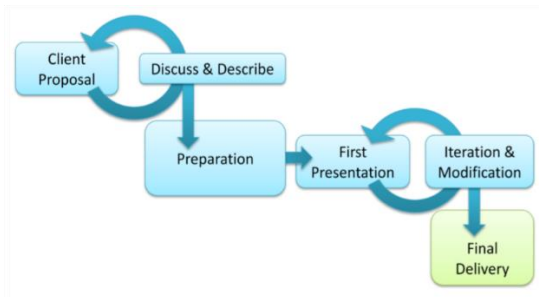 Client
Proposal
Discuss & Describe
Preparation
First
Presentation
Iteration &
Modification
Final
Delivery